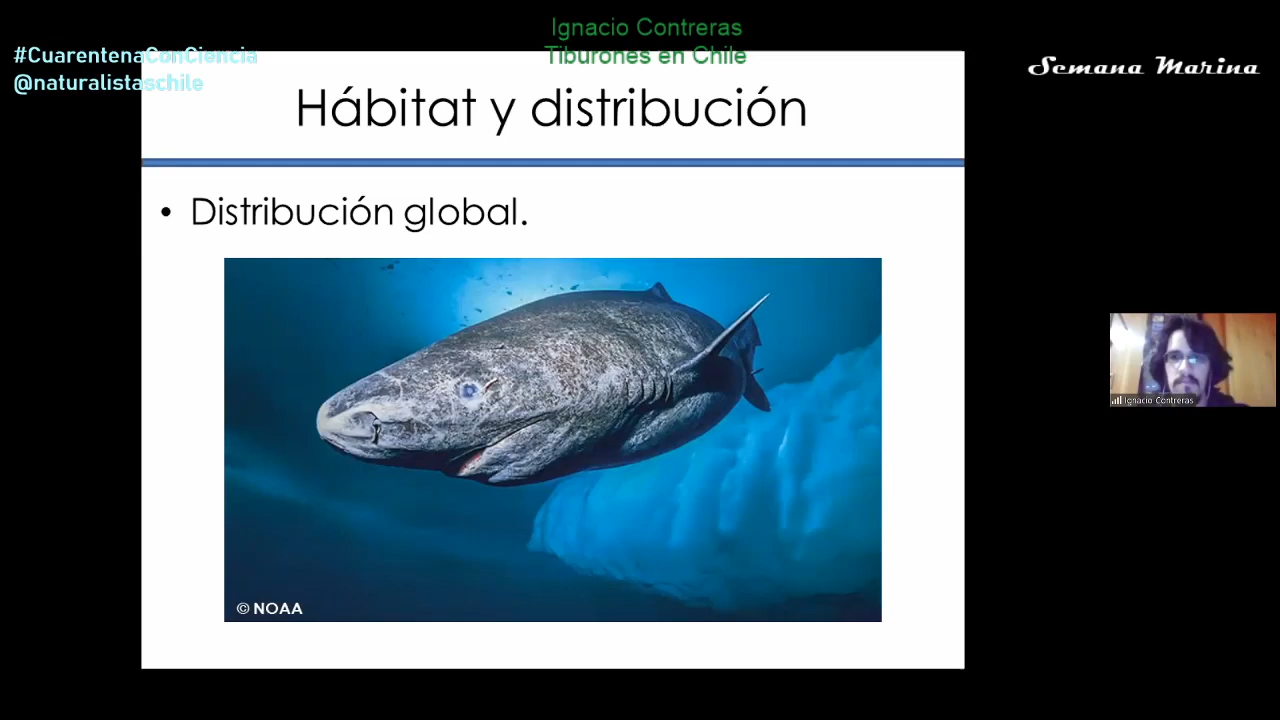 Ignacio Contreras
Tiburones en Chile
#CuarentenaConCiencia
@naturalistaschile
Semana Marina
Hábitat y distribución
• Distribución global.
Ignacio Contreras
© NOAA